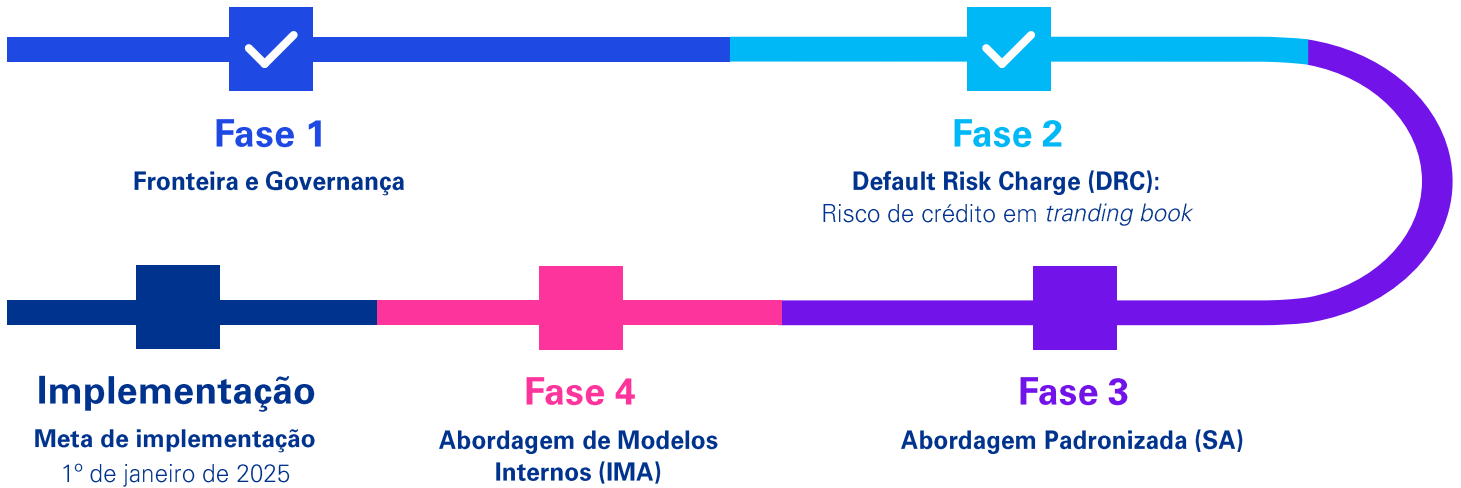 Fase 1
Fronteira e Governança
Fase 2
Default Risk Charge (DRC):
Risco de crédito em tranding book
Fase 3
Abordagem Padronizada (SA)
Fase 4
Abordagem de Modelos
Internos (IMA)
Implementação
Meta de implementação
1º de janeiro de 2025